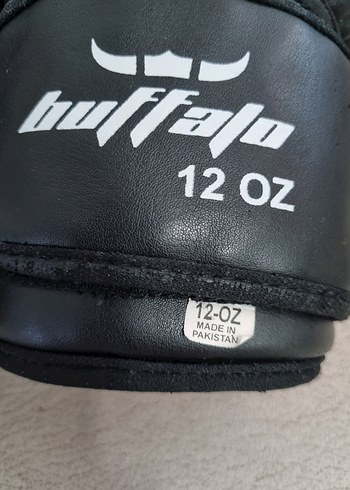 buffalo
12 OZ
12-OZ
MADE IN
PAKISTAN